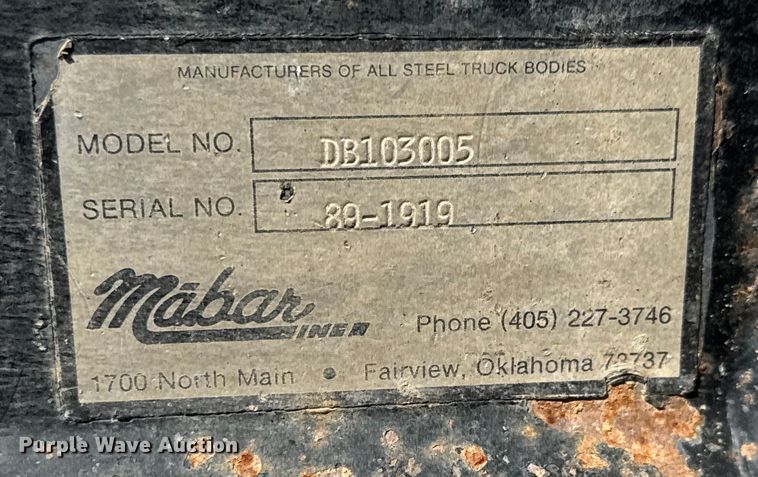 MANUFACTURERS OF ALL STEEL TRUCK BODIES
MODEL NO. DB103005
SERIAL NO. 89-1919
Mabar INE
Phone (405) 227-3746
1700 North Main • Fairview, Oklahoma 73737
Purple Wave Auction